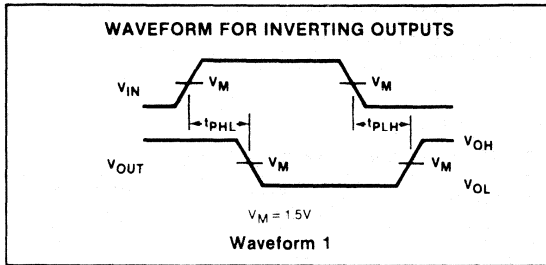 WAVEFORM FOR INVERTING OUTPUTS
VIN
VM
VM
tPHL
tPLH
VOUT
VM
VM
VOH
VOL
VM = 1 5V
Waveform 1